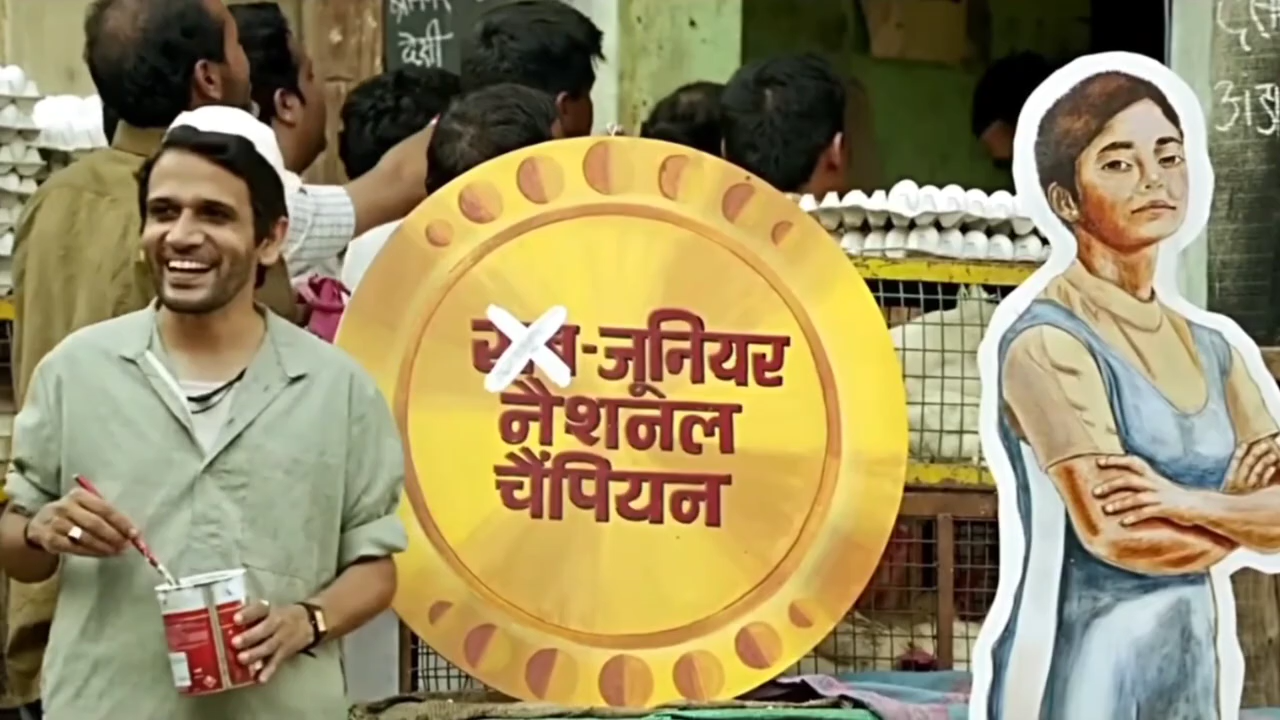 देसी
सब-जूनियर
नैशनल
चैंपियन